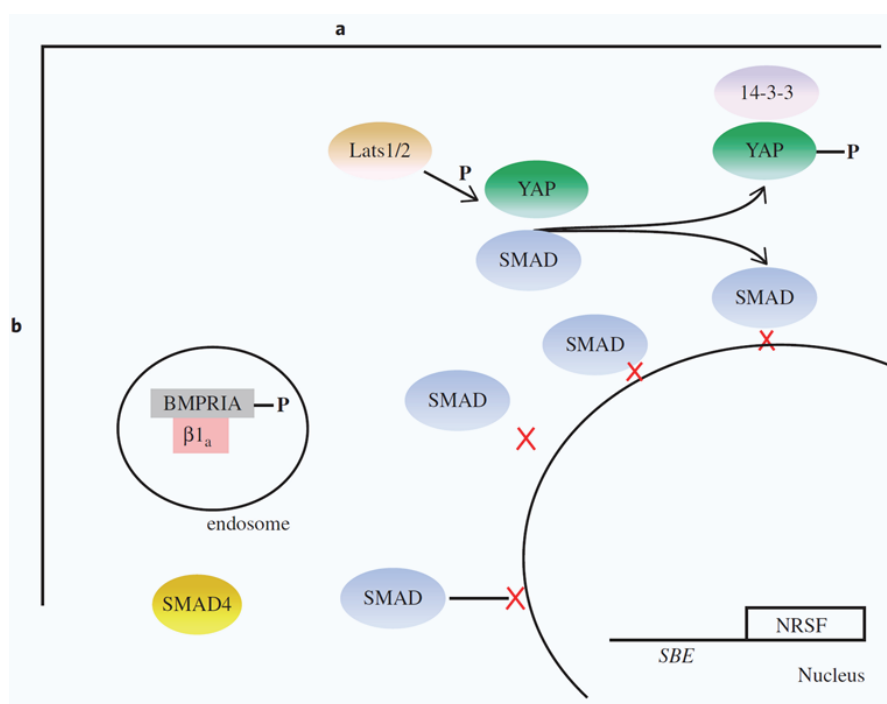 a
14-3-3
Lats1/2
P
YAP
YAP
P
SMAD
SMAD
b
SMAD
SMAD
BMPRIA
P
β1a
endosome
SMAD4
SMAD
NRSF
SBE
Nucleus